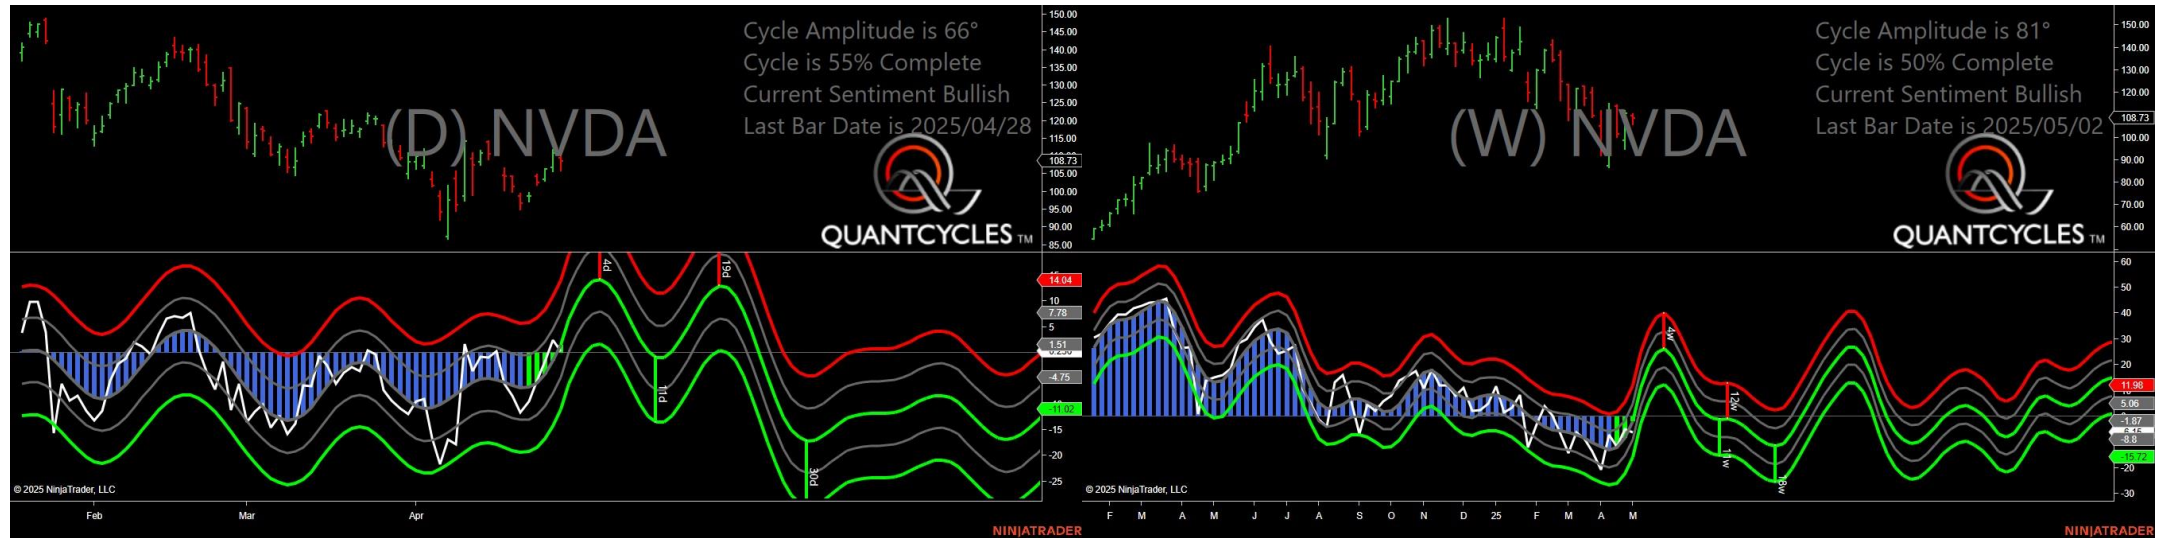 Cycle Amplitude is 66°
Cycle is 55% Complete
Current Sentiment Bullish
Last Bar Date is 2025/04/28
(D) NVDA
QUANTCYCLES TM
150.00
145.00
140.00
135.00
130.00
125.00
120.00
115.00
108.73
105.00
100.00
95.00
90.00
85.00
4d
19d
11d
30d
14.04
10
7.78
5
1.51
-4.75
-11.02
-15
-20
-25
© 2025 NinjaTrader, LLC
Feb Mar Apr
NINJATRADER
Cycle Amplitude is 81°
Cycle is 50% Complete
Current Sentiment Bullish
Last Bar Date is 2025/05/02
(W) NVDA
QUANTCYCLES TM
150.00
140.00
130.00
120.00
108.73
100.00
90.00
80.00
70.00
60.00
4w
12w
11w
18w
60
50
40
30
20
11.98
5.06
-1.87
-8.8
-15.72
-20
-30
© 2025 NinjaTrader, LLC
F M A M J J A S O N D 25 F M A M
NINJATRADER